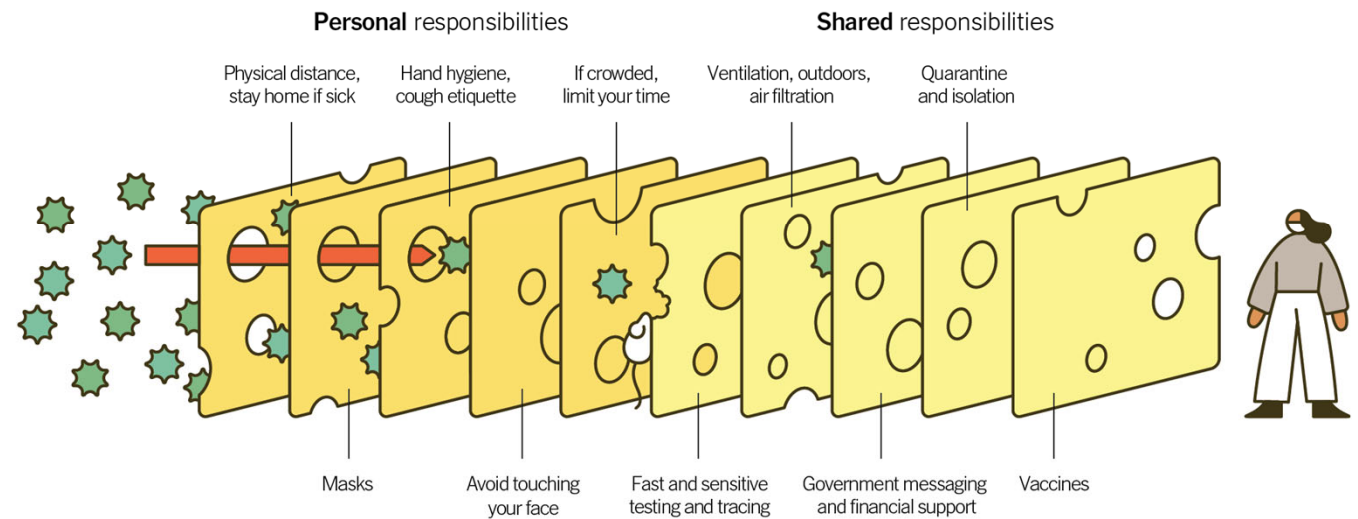 Personal responsibilities
Shared responsibilities
Physical distance,
stay home if sick
Hand hygiene,
cough etiquette
If crowded,
limit your time
Ventilation, outdoors,
air filtration
Quarantine
and isolation
Masks
Avoid touching
your face
Fast and sensitive
testing and tracing
Government messaging
and financial support
Vaccines